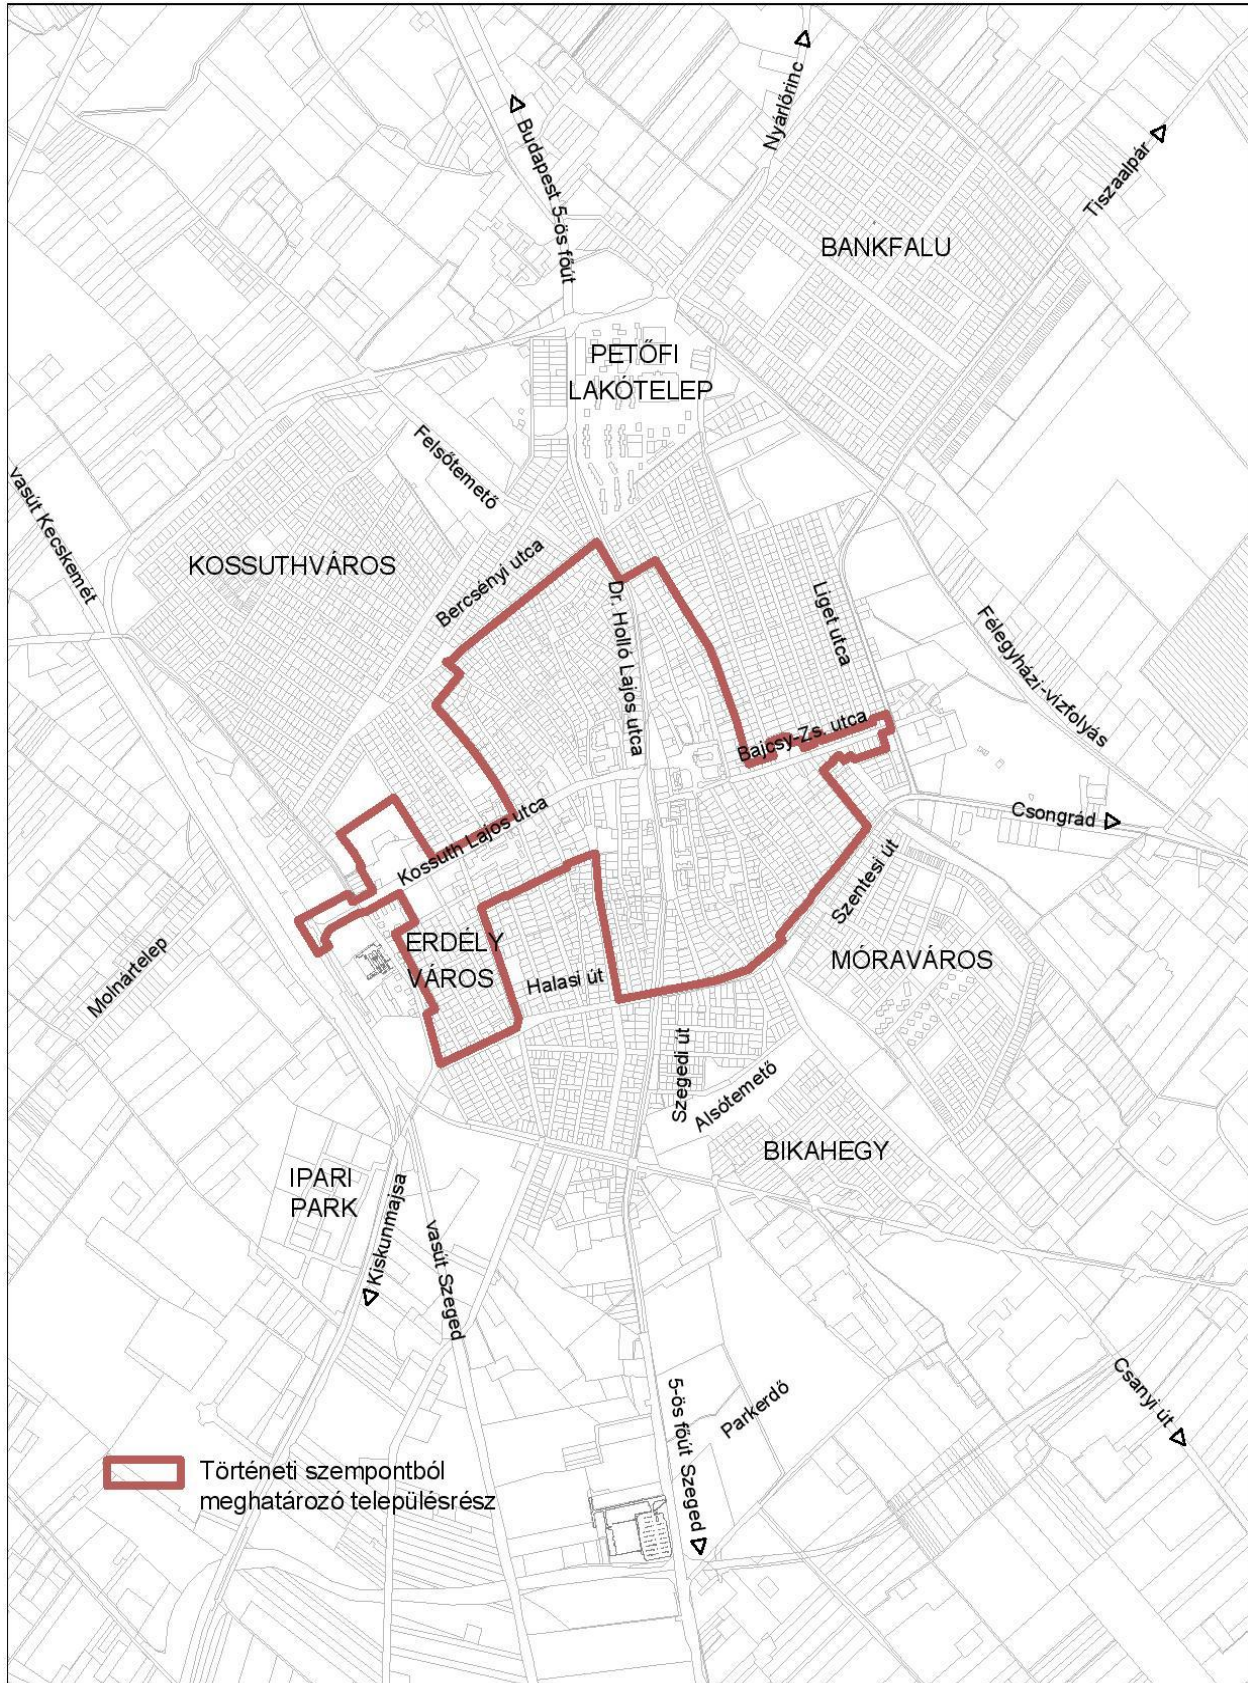 Nyárlőrinc
Budapest 5-ös főút
Tiszaalpár
BANKFALU
PETŐFI
LAKÓTELEP
Felsőtemető
vasút Kecskemét
KOSSUTHVÁROS
Bercsényi utca
Dr. Holló Lajos utca
Liget utca
Félegyházi-vízfolyás
Bajcsy-Zs. utca
Csongrád
Kossuth Lajos utca
Szentesi út
ERDÉLY
VÁROS
MÓRAVÁROS
Molnártelep
Halasi út
Szegedi út
Alsótemető
BIKAHEGY
IPARI
PARK
Kiskunmajsa
vasút Szeged
Csanyi út
5-ös főút Szeged
Parkerdő
Történeti szempontból
meghatározó településrész